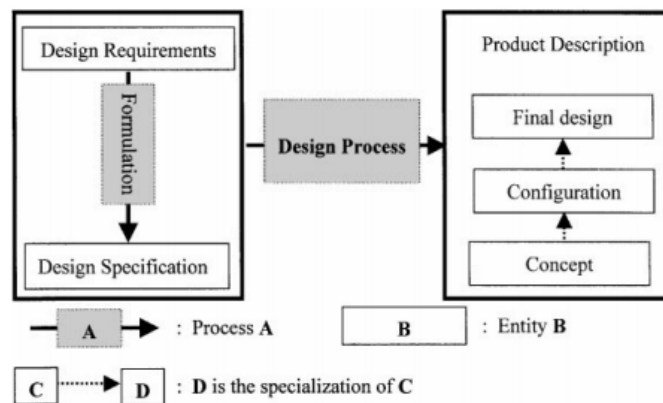 Design Requirements
Formulation
Design Specification
Design Process
Product Description
Final design
Configuration
Concept
A : Process A
B : Entity B
C D : D is the specialization of C